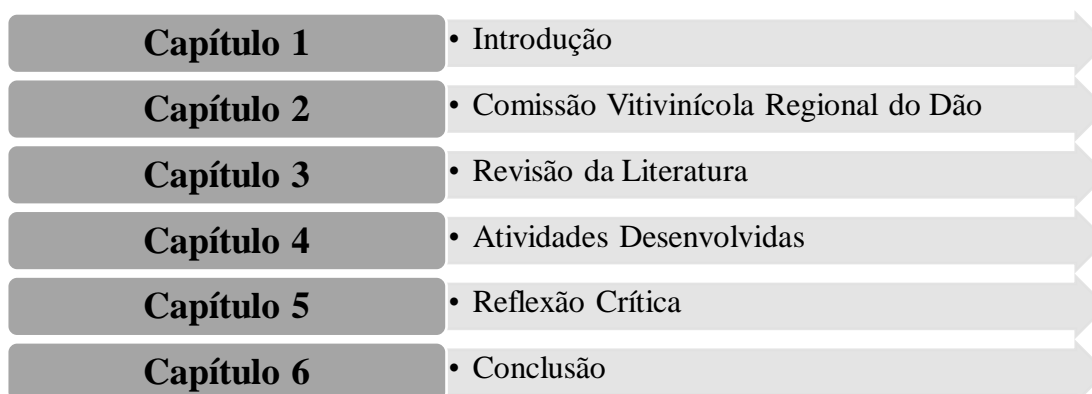 Capítulo 1
• Introdução
Capítulo 2
• Comissão Vitivinícola Regional do Dão
Capítulo 3
• Revisão da Literatura
Capítulo 4
• Atividades Desenvolvidas
Capítulo 5
• Reflexão Crítica
Capítulo 6
• Conclusão